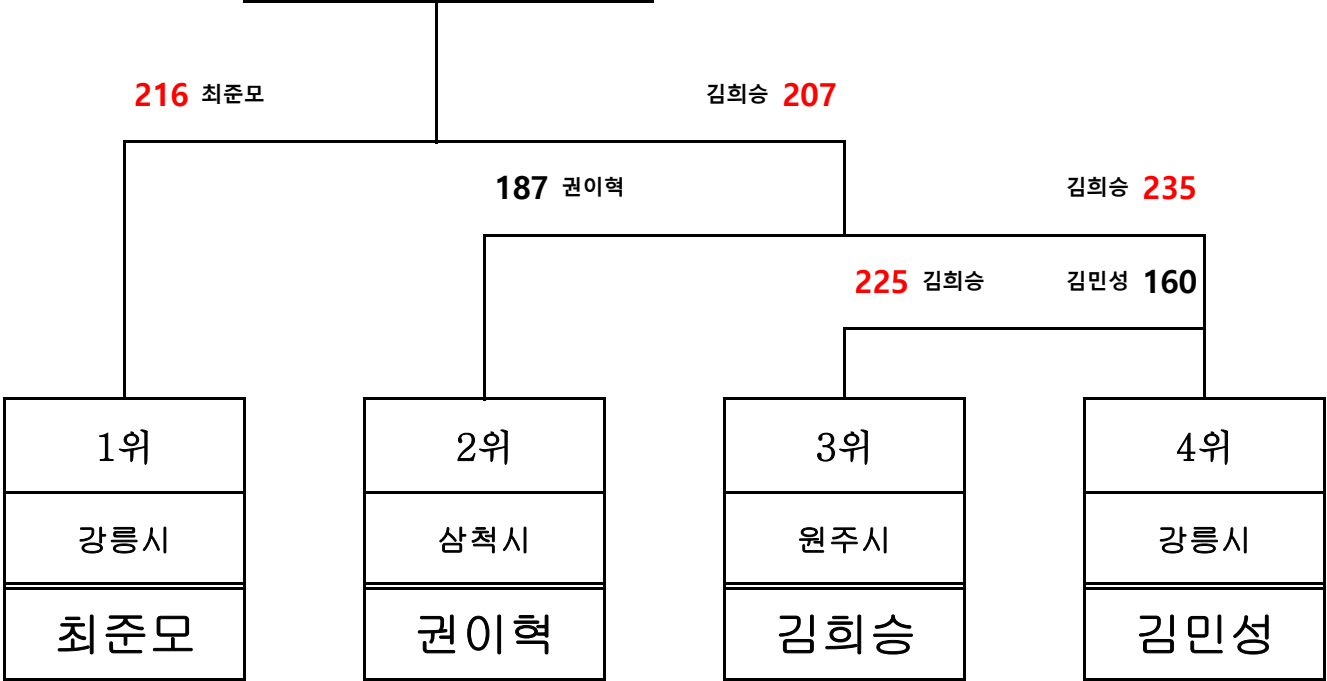 216 최준모 김희승 207
187 권이혁 김희승 235
225 김희승 김민성 160
1위 2위 3위 4위
강릉시 삼척시 원주시 강릉시
최준모 권이혁 김희승 김민성